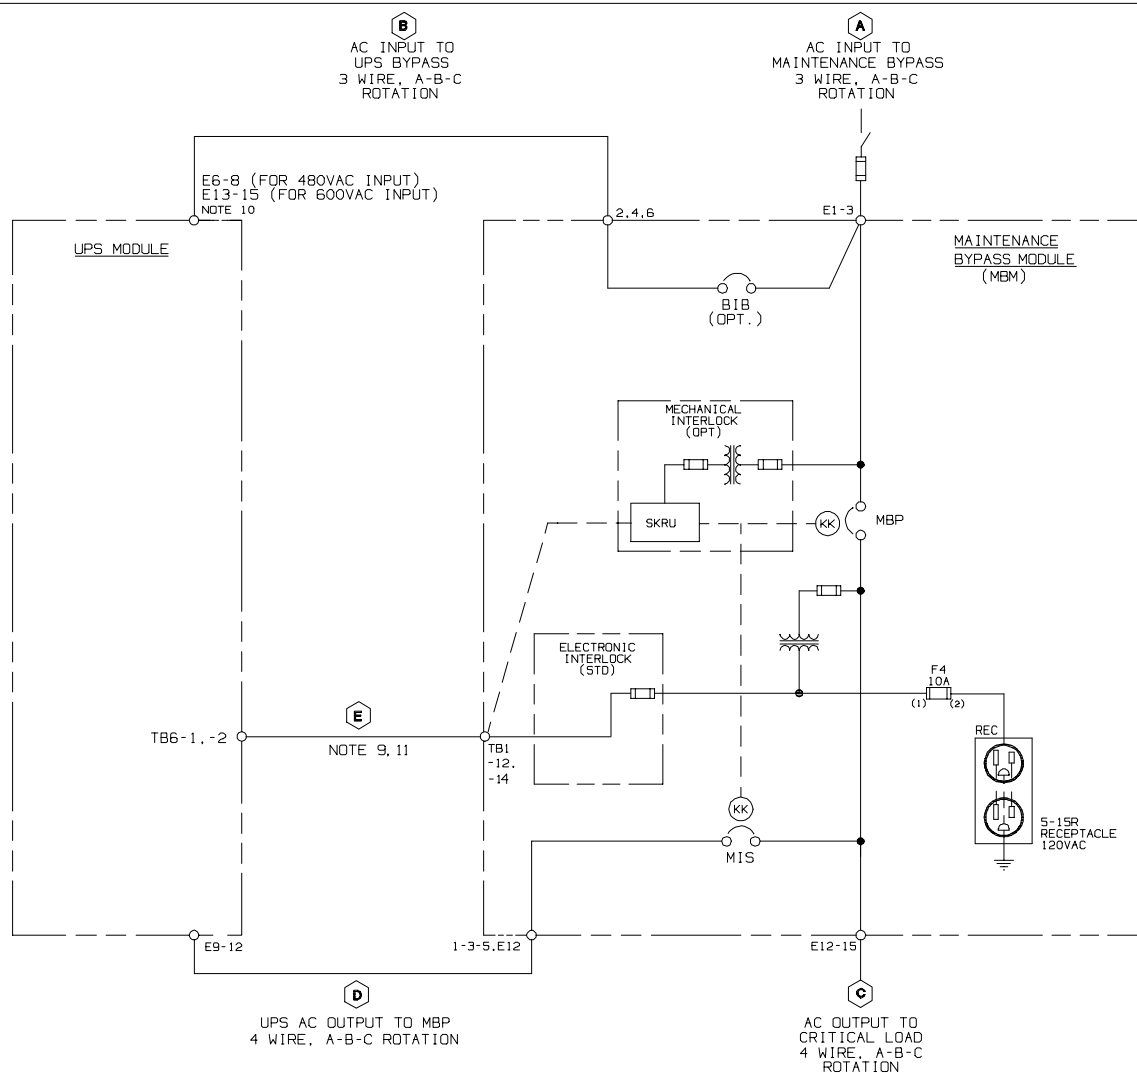 B
AC INPUT TO
UPS BYPASS
3 WIRE, A-B-C
ROTATION
A
AC INPUT TO
MAINTENANCE BYPASS
3 WIRE, A-B-C
ROTATION
E6-8 (FOR 480VAC INPUT)
E13-15 (FOR 600VAC INPUT)
NOTE 10
2,4,6
E1-3
UPS MODULE
MAINTENANCE
BYPASS MODULE
(MBM)
BIB
(OPT.)
MECHANICAL
INTERLOCK
(OPT)
SKRU
KK
MBP
ELECTRONIC
INTERLOCK
(STD)
F4
10A
(1)
(2)
REC
E
TB6-1,-2
NOTE 9,11
TB1
-12,
-14
KK
MIS
5-15R
RECEPTACLE
120VAC
E9-12
1-3-5,E12
E12-15
D
UPS AC OUTPUT TO MBP
4 WIRE, A-B-C ROTATION
C
AC OUTPUT TO
CRITICAL LOAD
4 WIRE, A-B-C
ROTATION